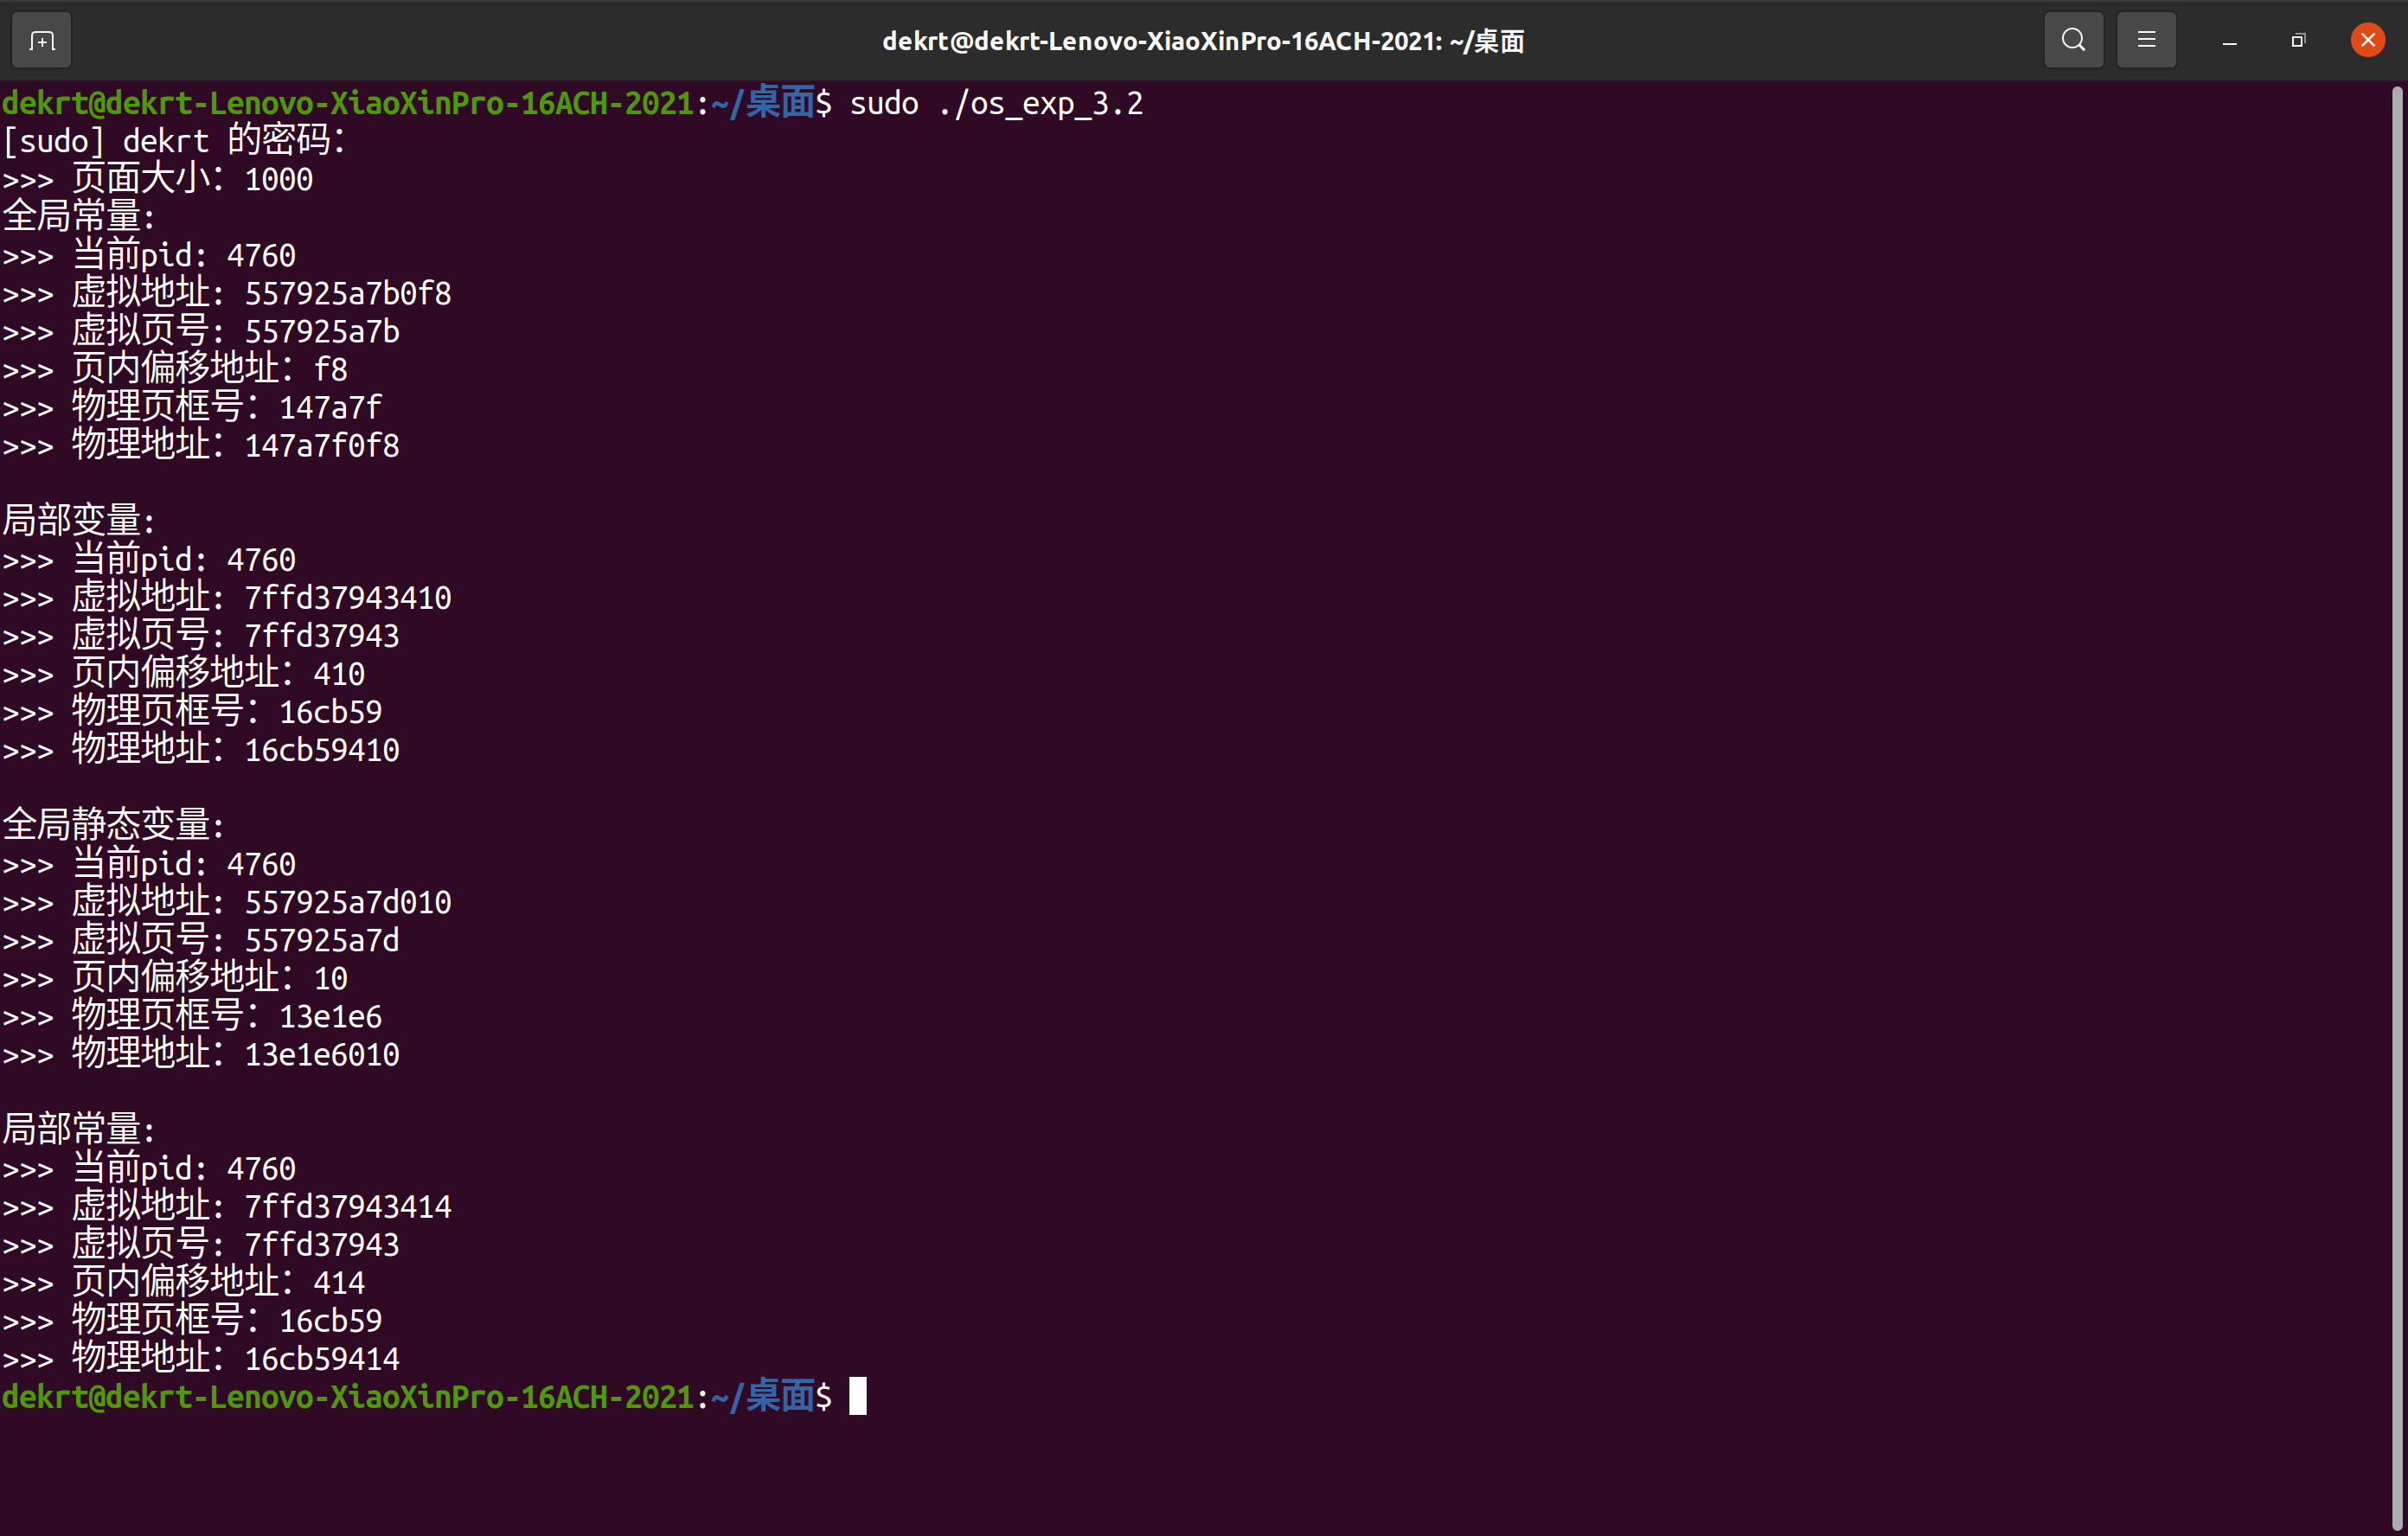 dekrt@dekrt-Lenovo-XiaoXinPro-16ACH-2021: ~/桌面
dekrt@dekrt-Lenovo-XiaoXinPro-16ACH-2021:~/桌面$ sudo ./os_exp_3.2
[sudo] dekrt 的密码：
>>> 页面大小：1000
全局常量:
>>> 当前pid: 4760
>>> 虚拟地址: 557925a7b0f8
>>> 虚拟页号: 557925a7b
>>> 页内偏移地址：f8
>>> 物理页框号：147a7f
>>> 物理地址：147a7f0f8
局部变量:
>>> 当前pid: 4760
>>> 虚拟地址: 7ffd37943410
>>> 虚拟页号: 7ffd37943
>>> 页内偏移地址：410
>>> 物理页框号：16cb59
>>> 物理地址：16cb59410
全局静态变量:
>>> 当前pid: 4760
>>> 虚拟地址: 557925a7d010
>>> 虚拟页号: 557925a7d
>>> 页内偏移地址：10
>>> 物理页框号：13e1e6
>>> 物理地址：13e1e6010
局部常量:
>>> 当前pid: 4760
>>> 虚拟地址: 7ffd37943414
>>> 虚拟页号: 7ffd37943
>>> 页内偏移地址：414
>>> 物理页框号：16cb59
>>> 物理地址：16cb59414
dekrt@dekrt-Lenovo-XiaoXinPro-16ACH-2021:~/桌面$